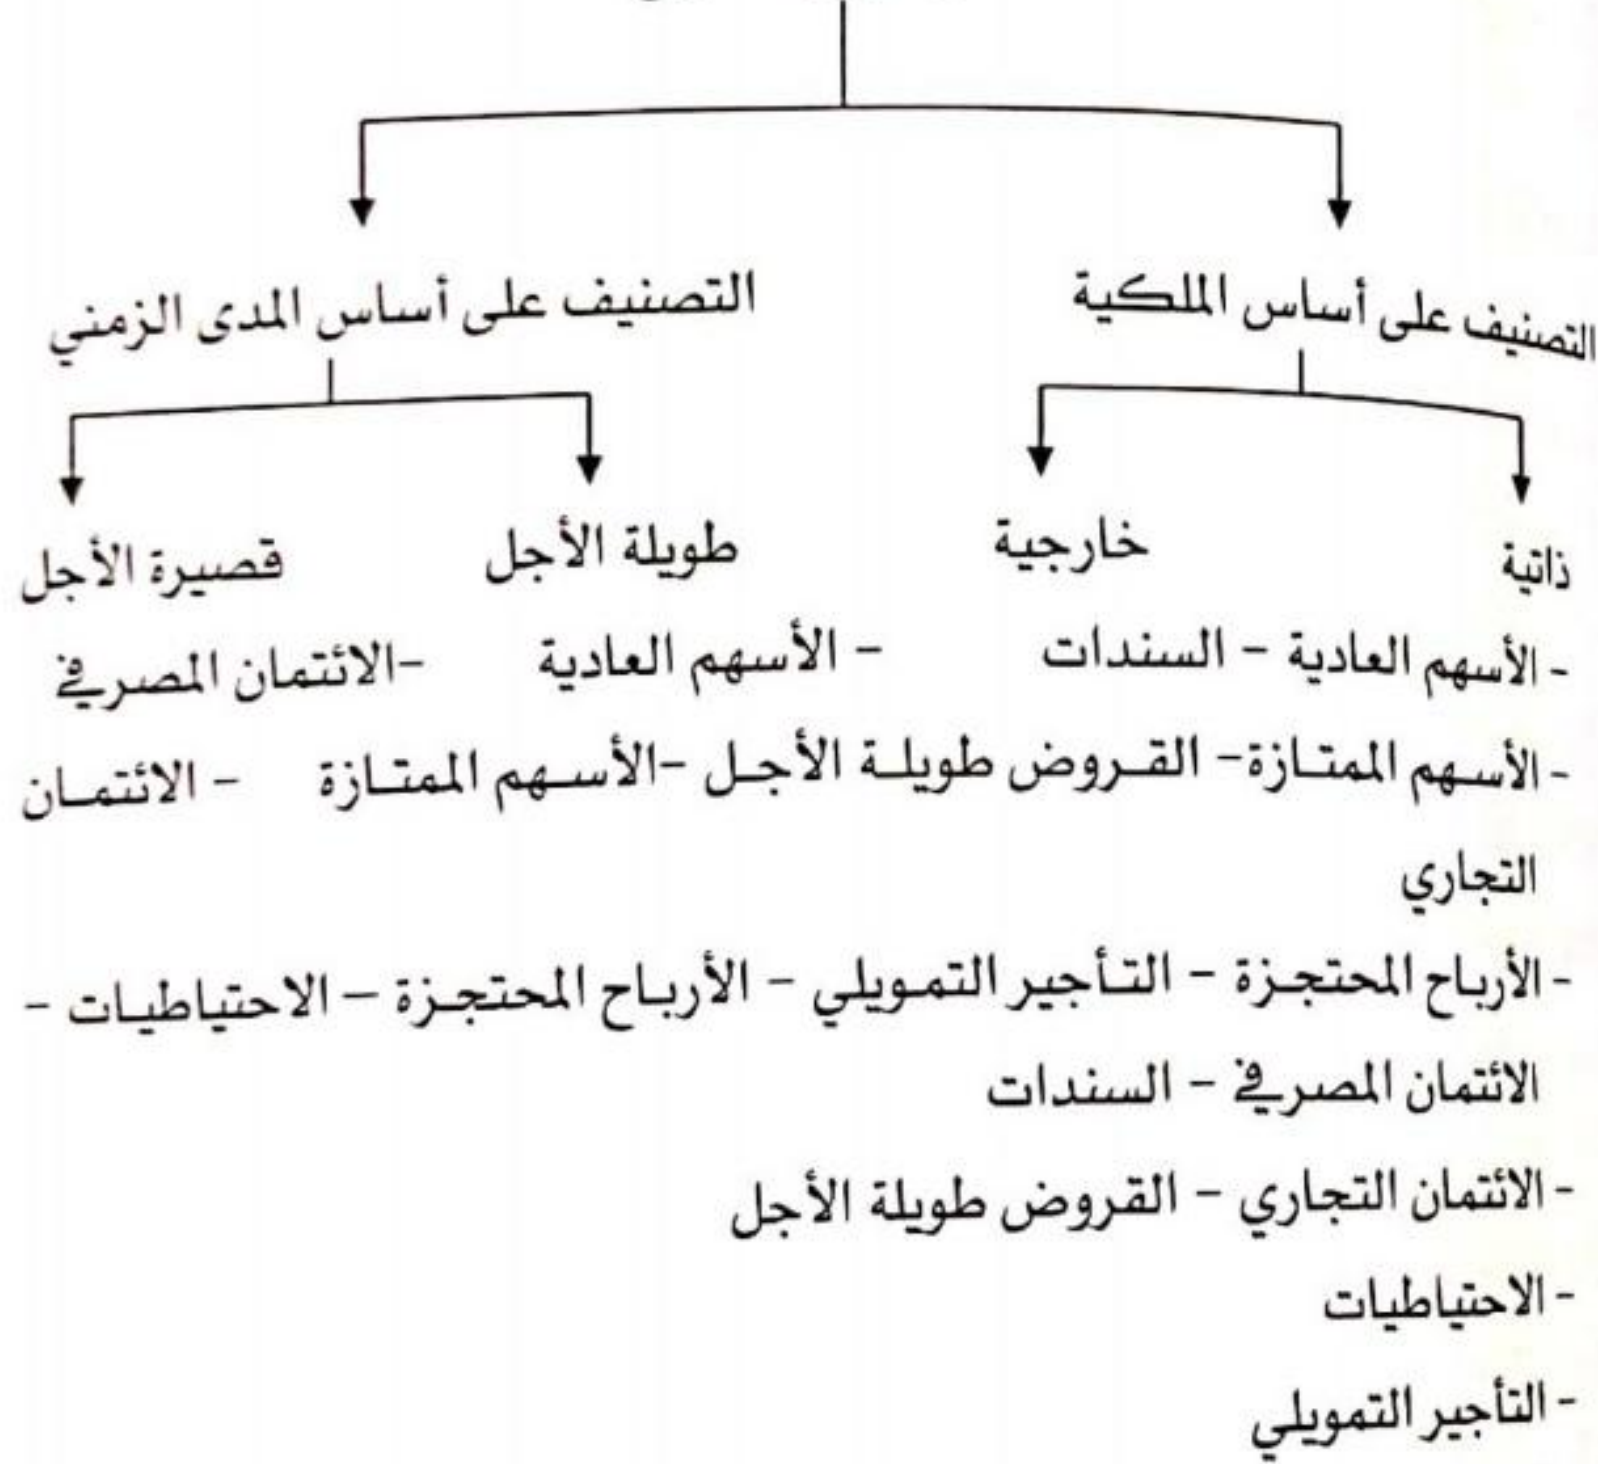 التصنيف على أساس الملكية
التصنيف على أساس المدى الزمني
ذاتية
خارجية
طويلة الأجل
قصيرة الأجل
- الأسهم العادية - السندات - الأسهم العادية -الائتمان المصرفي
- الأسهم الممتازة- القروض طويلة الأجل -الأسهم الممتازة - الائتمان
التجاري
- الأرباح المحتجزة - التأجير التمويلي - الأرباح المحتجزة – الاحتياطيات -
الائتمان المصرفي - السندات
- الائتمان التجاري - القروض طويلة الأجل
- الاحتياطيات
- التأجير التمويلي